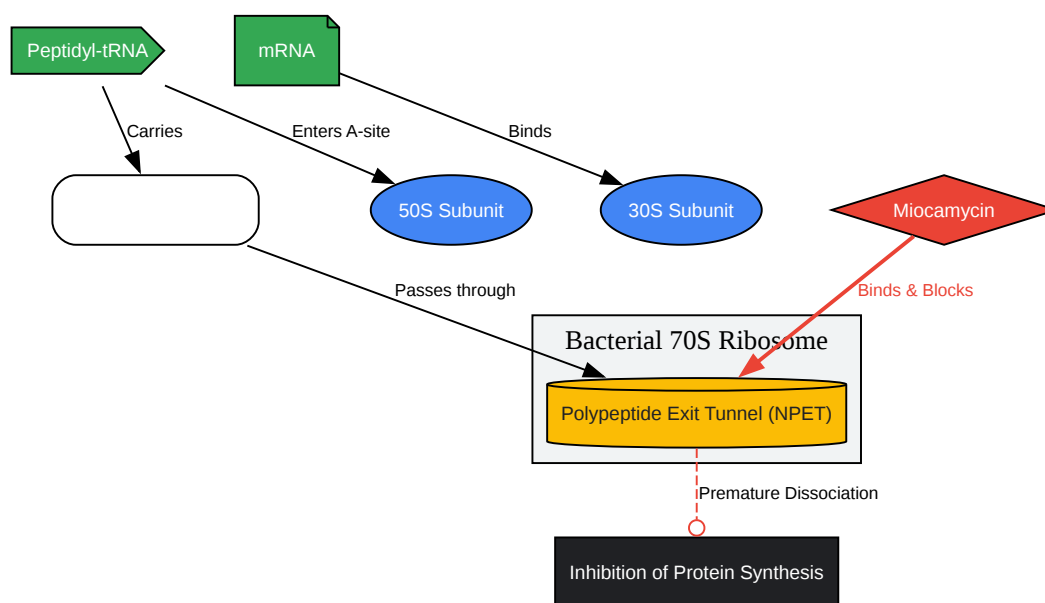 Peptidyl-tRNA
mRNA
Carries
Enters A-site
Binds
50S Subunit
30S Subunit
Miocamycin
Passes through
Binds & Blocks
Bacterial 70S Ribosome
Polypeptide Exit Tunnel (NPET)
Premature Dissociation
Inhibition of Protein Synthesis